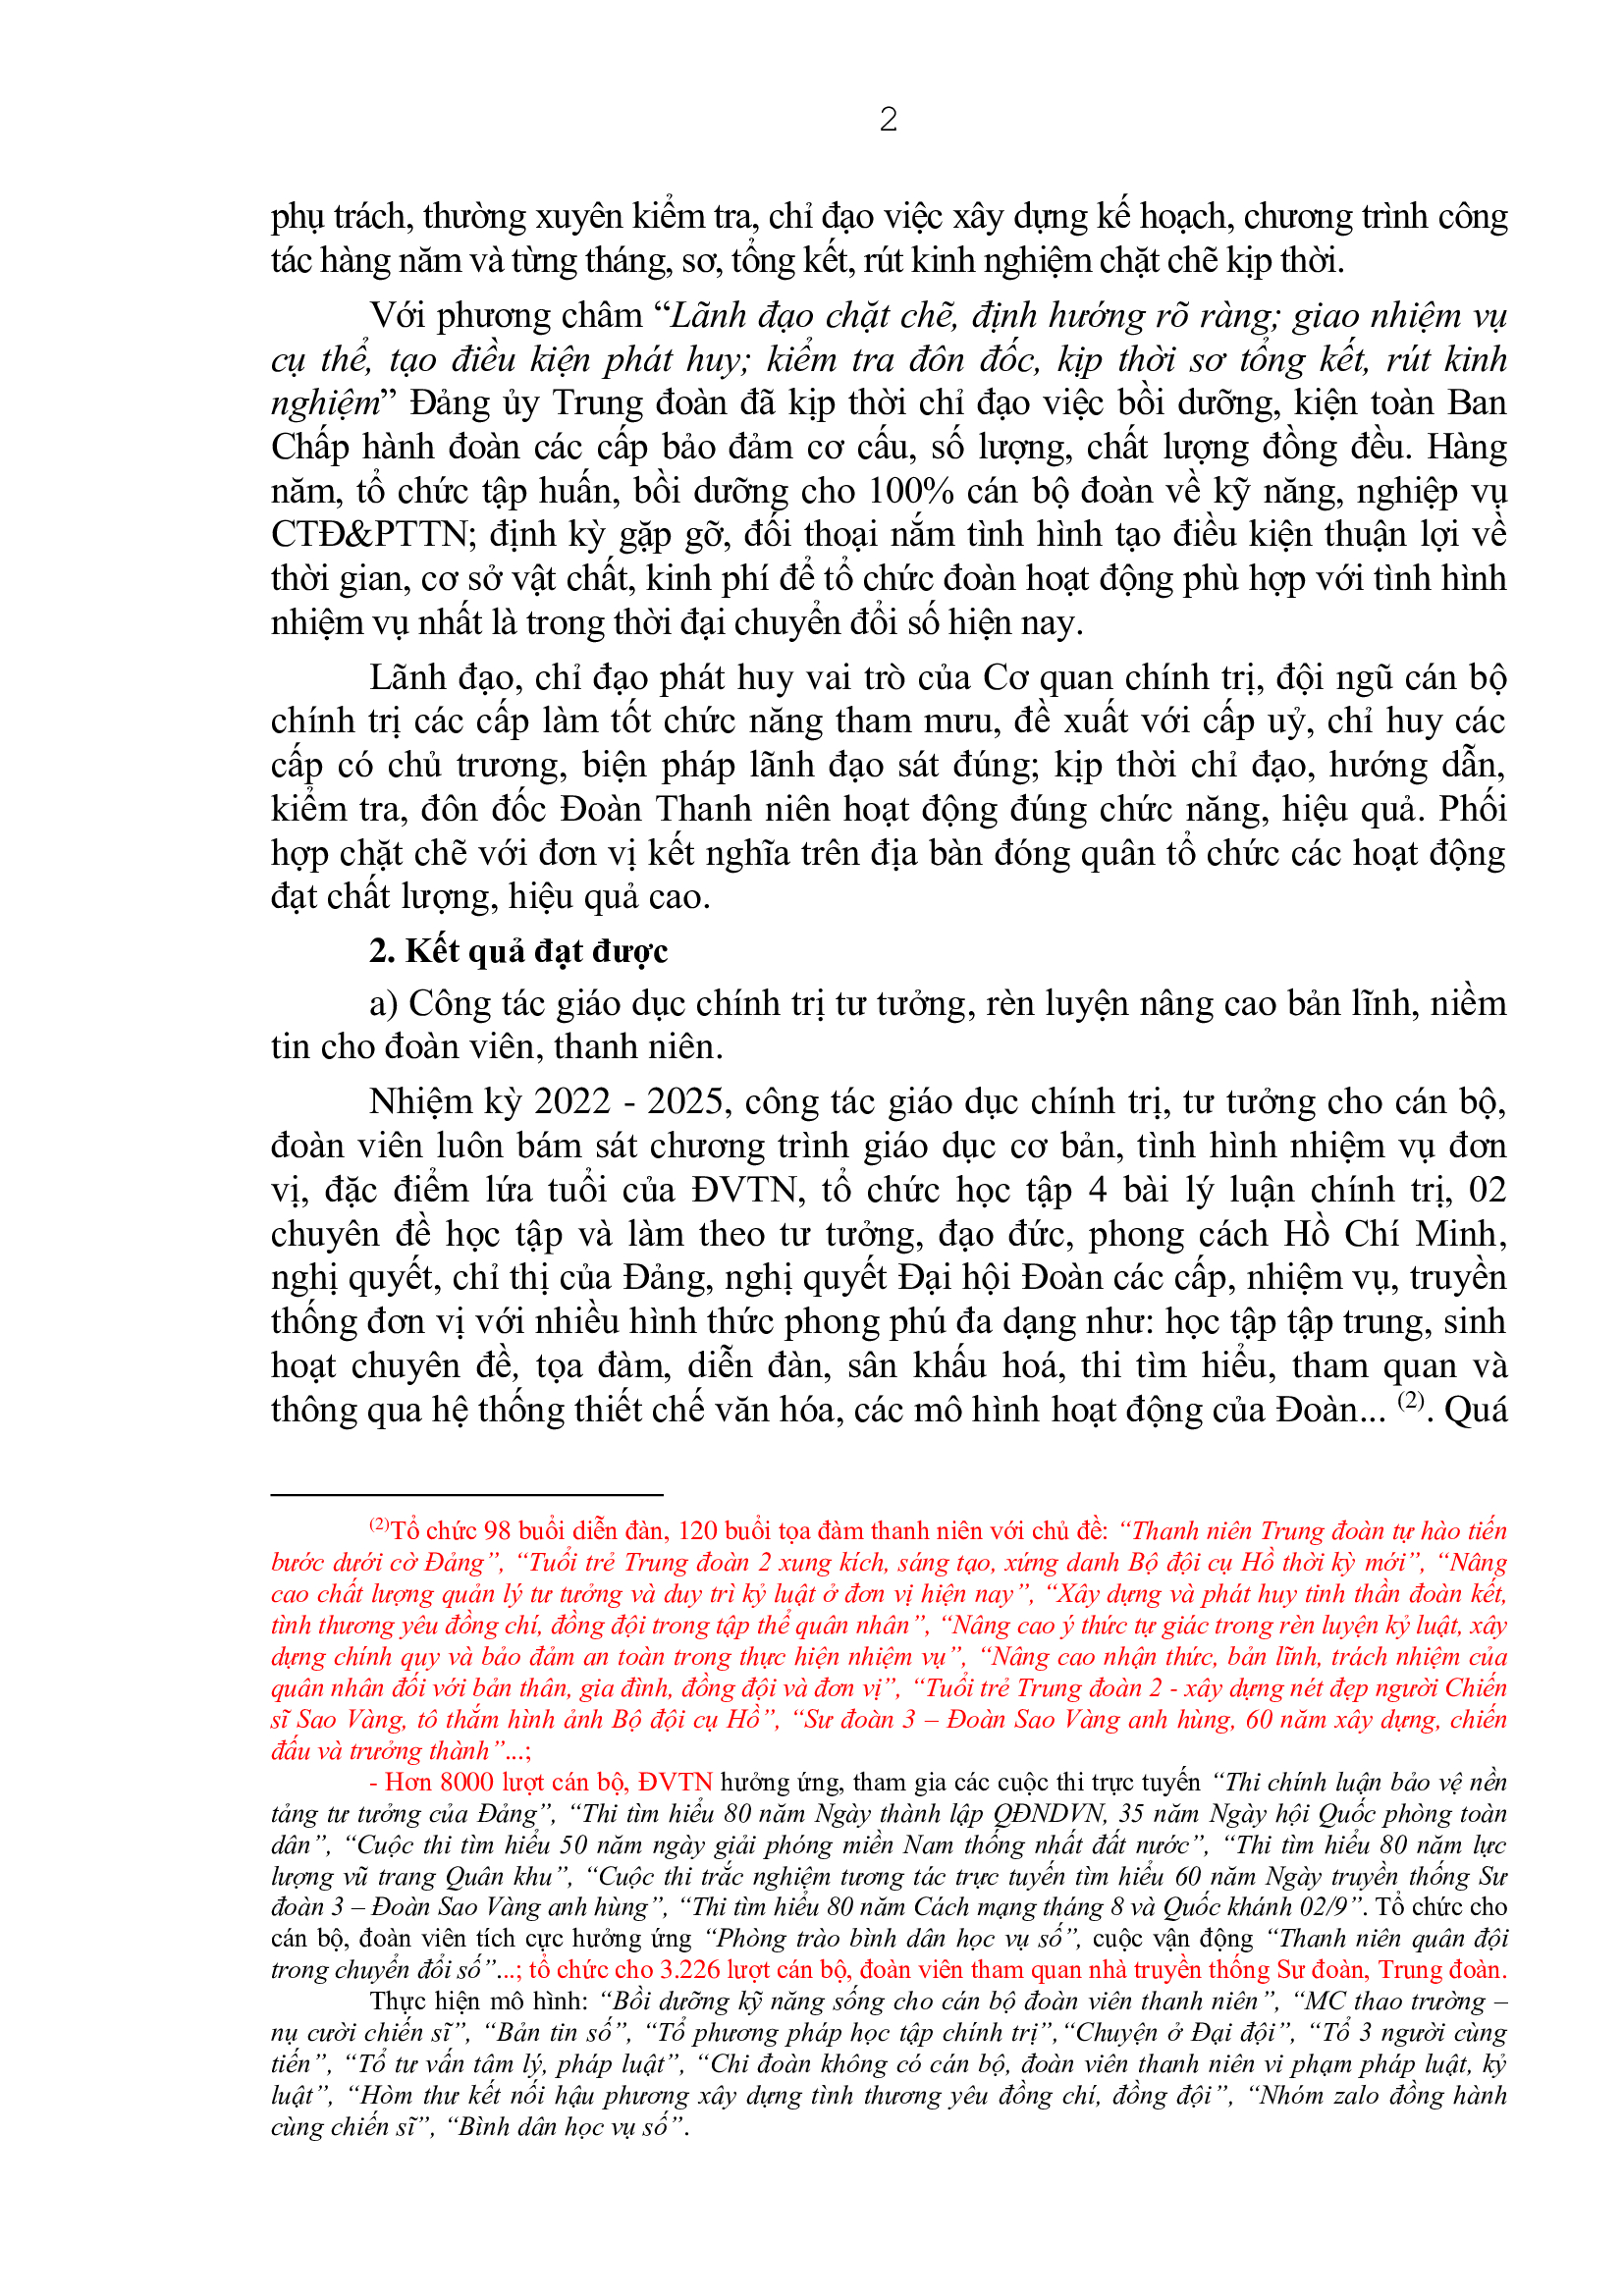 2
phụ trách, thường xuyên kiểm tra, chỉ đạo việc xây dựng kế hoạch, chương trình công
tác hàng năm và từng tháng, sơ, tổng kết, rút kinh nghiệm chặt chẽ kịp thời.
Với phương châm “Lãnh đạo chặt chẽ, định hướng rõ ràng; giao nhiệm vụ
cụ thể, tạo điều kiện phát huy; kiểm tra đôn đốc, kịp thời sơ tổng kết, rút kinh
nghiệm” Đảng ủy Trung đoàn đã kịp thời chỉ đạo việc bồi dưỡng, kiện toàn Ban
Chấp hành đoàn các cấp bảo đảm cơ cấu, số lượng, chất lượng đồng đều. Hàng
năm, tổ chức tập huấn, bồi dưỡng cho 100% cán bộ đoàn về kỹ năng, nghiệp vụ
CTĐ&PTTN; định kỳ gặp gỡ, đối thoại nắm tình hình tạo điều kiện thuận lợi về
thời gian, cơ sở vật chất, kinh phí để tổ chức đoàn hoạt động phù hợp với tình hình
nhiệm vụ nhất là trong thời đại chuyển đổi số hiện nay.
Lãnh đạo, chỉ đạo phát huy vai trò của Cơ quan chính trị, đội ngũ cán bộ
chính trị các cấp làm tốt chức năng tham mưu, đề xuất với cấp uỷ, chỉ huy các
cấp có chủ trương, biện pháp lãnh đạo sát đúng; kịp thời chỉ đạo, hướng dẫn,
kiểm tra, đôn đốc Đoàn Thanh niên hoạt động đúng chức năng, hiệu quả. Phối
hợp chặt chẽ với đơn vị kết nghĩa trên địa bàn đóng quân tổ chức các hoạt động
đạt chất lượng, hiệu quả cao.
2. Kết quả đạt được
a) Công tác giáo dục chính trị tư tưởng, rèn luyện nâng cao bản lĩnh, niềm
tin cho đoàn viên, thanh niên.
Nhiệm kỳ 2022 - 2025, công tác giáo dục chính trị, tư tưởng cho cán bộ,
đoàn viên luôn bám sát chương trình giáo dục cơ bản, tình hình nhiệm vụ đơn
vị, đặc điểm lứa tuổi của ĐVTN, tổ chức học tập 4 bài lý luận chính trị, 02
chuyên đề học tập và làm theo tư tưởng, đạo đức, phong cách Hồ Chí Minh,
nghị quyết, chỉ thị của Đảng, nghị quyết Đại hội Đoàn các cấp, nhiệm vụ, truyền
thống đơn vị với nhiều hình thức phong phú đa dạng như: học tập tập trung, sinh
hoạt chuyên đề, tọa đàm, diễn đàn, sân khấu hoá, thi tìm hiểu, tham quan và
thông qua hệ thống thiết chế văn hóa, các mô hình hoạt động của Đoàn... (2). Quá
(2)Tổ chức 98 buổi diễn đàn, 120 buổi tọa đàm thanh niên với chủ đề: “Thanh niên Trung đoàn tự hào tiến
bước dưới cờ Đảng”, “Tuổi trẻ Trung đoàn 2 xung kích, sáng tạo, xứng danh Bộ đội cụ Hồ thời kỳ mới”, “Nâng
cao chất lượng quản lý tư tưởng và duy trì kỷ luật ở đơn vị hiện nay”, “Xây dựng và phát huy tinh thần đoàn kết,
tình thương yêu đồng chí, đồng đội trong tập thể quân nhân”, “Nâng cao ý thức tự giác trong rèn luyện kỷ luật, xây
dựng chính quy và bảo đảm an toàn trong thực hiện nhiệm vụ”, “Nâng cao nhận thức, bản lĩnh, trách nhiệm của
quân nhân đối với bản thân, gia đình, đồng đội và đơn vị”, “Tuổi trẻ Trung đoàn 2 - xây dựng nét đẹp người Chiến
sĩ Sao Vàng, tô thắm hình ảnh Bộ đội cụ Hồ”, “Sư đoàn 3 – Đoàn Sao Vàng anh hùng, 60 năm xây dựng, chiến
đấu và trưởng thành”...;
- Hơn 8000 lượt cán bộ, ĐVTN hưởng ứng, tham gia các cuộc thi trực tuyến “Thi chính luận bảo vệ nền
tảng tư tưởng của Đảng”, “Thi tìm hiểu 80 năm Ngày thành lập QĐNDVN, 35 năm Ngày hội Quốc phòng toàn
dân”, “Cuộc thi tìm hiểu 50 năm ngày giải phóng miền Nam thống nhất đất nước”, “Thi tìm hiểu 80 năm lực
lượng vũ trang Quân khu”, “Cuộc thi trắc nghiệm tương tác trực tuyến tìm hiểu 60 năm Ngày truyền thống Sư
đoàn 3 – Đoàn Sao Vàng anh hùng”, “Thi tìm hiểu 80 năm Cách mạng tháng 8 và Quốc khánh 02/9”. Tổ chức cho
cán bộ, đoàn viên tích cực hưởng ứng “Phòng trào bình dân học vụ số”, cuộc vận động “Thanh niên quân đội
trong chuyển đổi số”...; tổ chức cho 3.226 lượt cán bộ, đoàn viên tham quan nhà truyền thống Sư đoàn, Trung đoàn.
Thực hiện mô hình: “Bồi dưỡng kỹ năng sống cho cán bộ đoàn viên thanh niên”, “MC thao trường –
nụ cười chiến sĩ”, “Bản tin số”, “Tổ phương pháp học tập chính trị”,“Chuyện ở Đại đội”, “Tổ 3 người cùng
tiến”, “Tổ tư vấn tâm lý, pháp luật”, “Chi đoàn không có cán bộ, đoàn viên thanh niên vi phạm pháp luật, kỷ
luật”, “Hòm thư kết nối hậu phương xây dựng tình thương yêu đồng chí, đồng đội”, “Nhóm zalo đồng hành
cùng chiến sĩ”, “Bình dân học vụ số”.